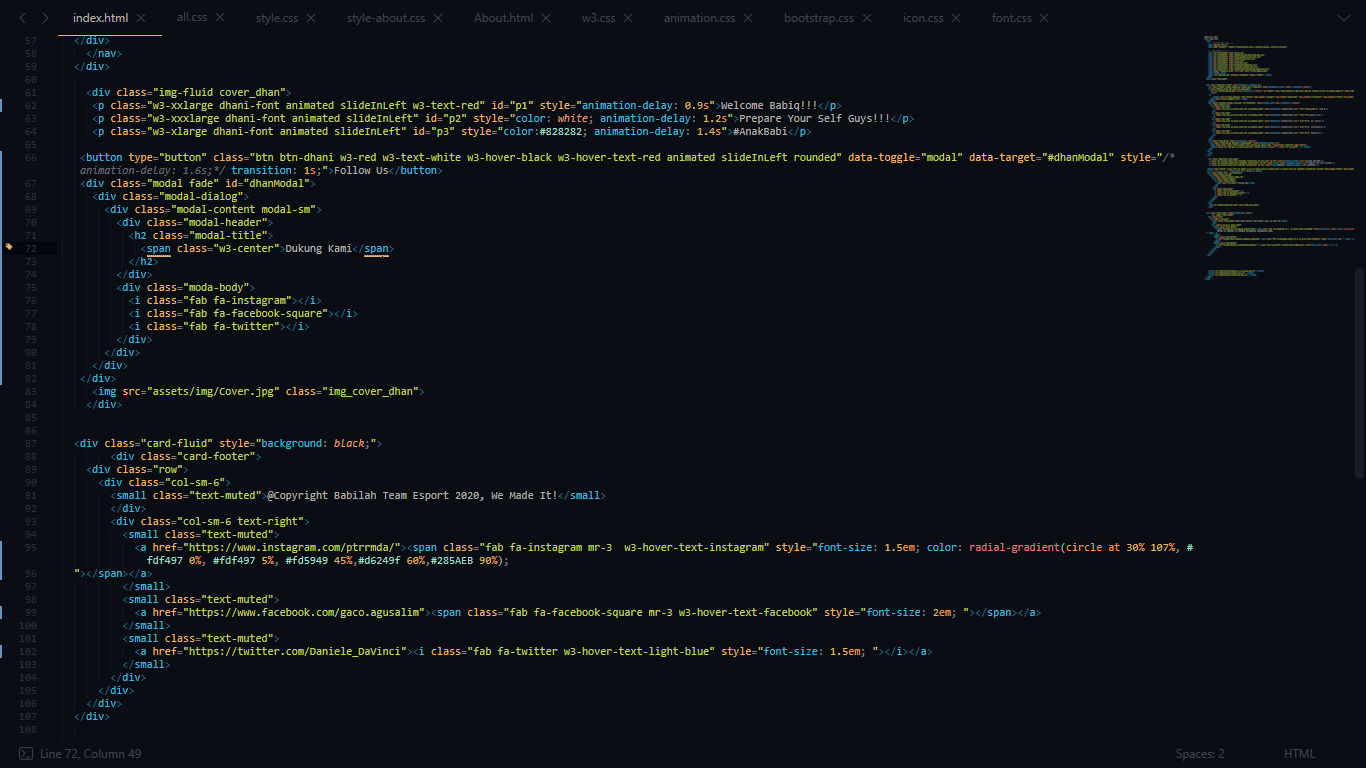 index.html
all.css
style.css
style-about.css
About.html
w3.css
animation.css
bootstrap.css
icon.css
font.css
57 </div>
58 </nav>
59 </div>
60
61 <div class="img-fluid cover_dhan">
62 <p class="w3-xxlarge dhani-font animated slideInLeft w3-text-red" id="p1" style="animation-delay: 0.9s">Welcome Babiq!!!</p>
63 <p class="w3-xxxlarge dhani-font animated slideInLeft" id="p2" style="color: white; animation-delay: 1.2s">Prepare Your Self Guys!!!</p>
64 <p class="w3-xlarge dhani-font animated slideInLeft" id="p3" style="color:#828282; animation-delay: 1.4s">#AnakBabi</p>
65
66 <button type="button" class="btn btn-dhani w3-red w3-text-white w3-hover-black w3-hover-text-red animated slideInLeft rounded" data-toggle="modal" data-target="#dhanModal" style="/*
animation-delay: 1.6s;*/ transition: 1s;">Follow Us</button>
67 <div class="modal fade" id="dhanModal">
68 <div class="modal-dialog">
69 <div class="modal-content modal-sm">
70 <div class="modal-header">
71 <h2 class="modal-title">
72 <span class="w3-center">Dukung Kami</span>
73 </h2>
74 </div>
75 <div class="moda-body">
76 <i class="fab fa-instagram"></i>
77 <i class="fab fa-facebook-square"></i>
78 <i class="fab fa-twitter"></i>
79 </div>
80 </div>
81 </div>
82 </div>
83 <img src="assets/img/Cover.jpg" class="img_cover_dhan">
84 </div>
85
86
87 <div class="card-fluid" style="background: black;">
88 <div class="card-footer">
89 <div class="row">
90 <div class="col-sm-6">
91 <small class="text-muted">@Copyright Babilah Team Esport 2020, We Made It!</small>
92 </div>
93 <div class="col-sm-6 text-right">
94 <small class="text-muted">
95 <a href="https://www.instagram.com/ptrrmda/"><span class="fab fa-instagram mr-3  w3-hover-text-instagram" style="font-size: 1.5em; color: radial-gradient(circle at 30% 107%, #
fdf497 0%, #fdf497 5%, #fd5949 45%,#d6249f 60%,#285AEB 90%);
96 "></span></a>
97 </small>
98 <small class="text-muted">
99 <a href="https://www.facebook.com/gaco.agusalim"><span class="fab fa-facebook-square mr-3 w3-hover-text-facebook" style="font-size: 2em; "></span></a>
100 </small>
101 <small class="text-muted">
102 <a href="https://twitter.com/Daniele_DaVinci"><i class="fab fa-twitter w3-hover-text-light-blue" style="font-size: 1.5em; "></i></a>
103 </small>
104 </div>
105 </div>
106 </div>
107 </div>
108
Line 72, Column 49
Spaces: 2
HTML